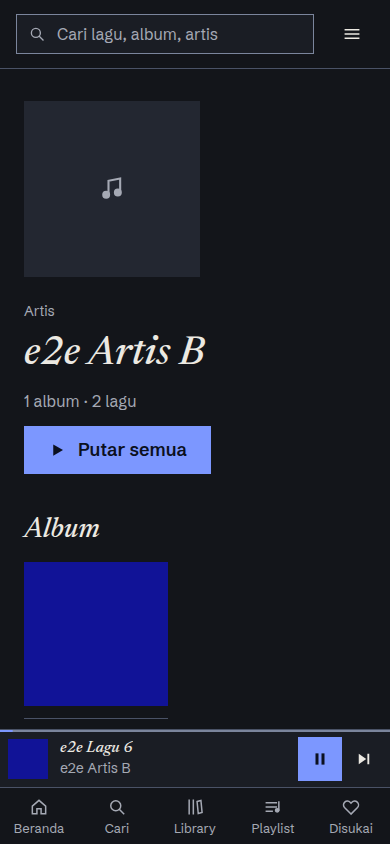 Cari lagu, album, artis
Artis
e2e Artis B
1 album · 2 lagu
Putar semua
Album
e2e Lagu 6
e2e Artis B
Beranda
Cari
Library
Playlist
Disukai